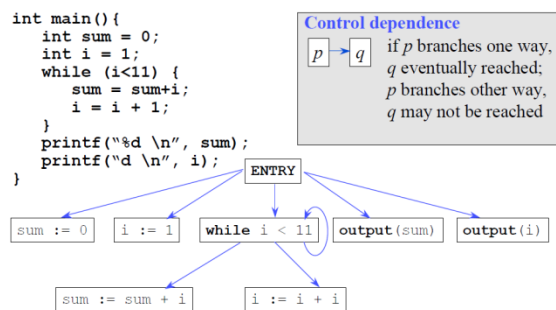 int main(){
int sum = 0;
int i = 1;
while (i<11) {
sum = sum+i;
i = i + 1;
}
printf(“%d \n”, sum);
printf(“d \n”, i);
}
Control dependence
p
q
if p branches one way,
q eventually reached;
p branches other way,
q may not be reached
ENTRY
sum := 0
i := 1
while i < 11
output(sum)
output(i)
sum := sum + i
i := i + i